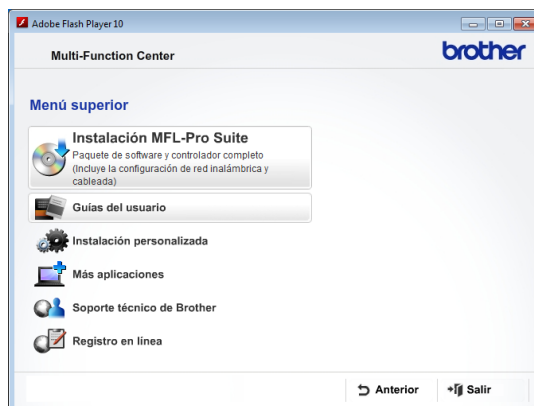 Adobe Flash Player 10
Multi-Function Center
brother
Menú superior
Instalación MFL-Pro Suite
Paquete de software y controlador completo
(Incluye la configuración de red inalámbrica y
cableada)
Guías del usuario
Instalación personalizada
Más aplicaciones
Soporte técnico de Brother
Registro en línea
Anterior
Salir